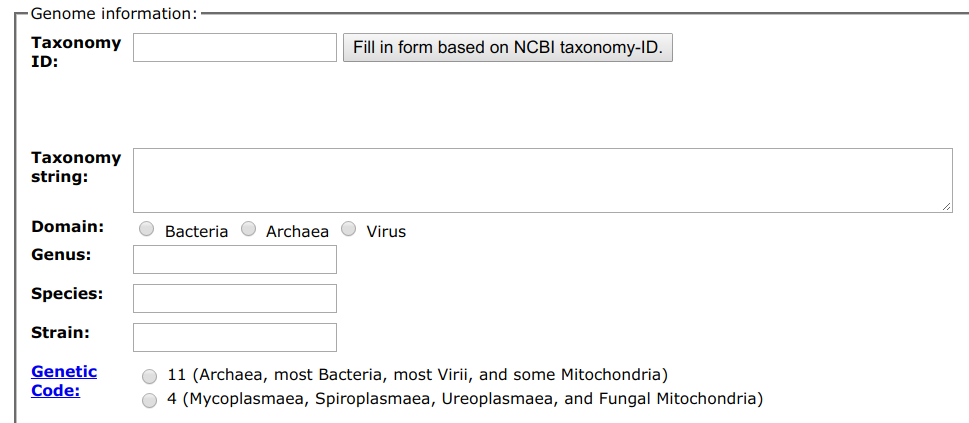 Genome information:
Taxonomy ID:
Fill in form based on NCBI taxonomy-ID.
Taxonomy string:
Domain:
Bacteria Archaea Virus
Genus:
Species:
Strain:
Genetic Code:
11 (Archaea, most Bacteria, most Virii, and some Mitochondria)
4 (Mycoplasmaea, Spiroplasmaea, Ureoplasmaea, and Fungal Mitochondria)